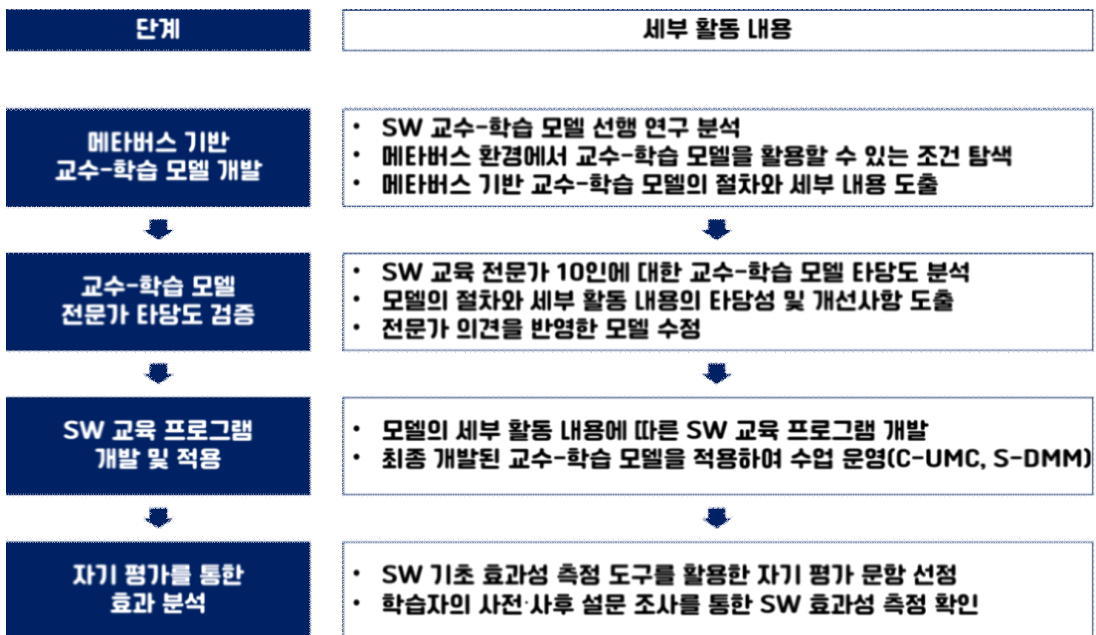 단계
세부 활동 내용
메타버스 기반
교수-학습 모델 개발
• SW 교수-학습 모델 선행 연구 분석
• 메타버스 환경에서 교수-학습 모델을 활용할 수 있는 조건 탐색
• 메타버스 기반 교수-학습 모델의 절차와 세부 내용 도출
교수-학습 모델
전문가 타당도 검증
• SW 교육 전문가 10인에 대한 교수-학습 모델 타당도 분석
• 모델의 절차와 세부 활동 내용의 타당성 및 개선사항 도출
• 전문가 의견을 반영한 모델 수정
SW 교육 프로그램
개발 및 적용
• 모델의 세부 활동 내용에 따른 SW 교육 프로그램 개발
• 최종 개발된 교수-학습 모델을 적용하여 수업 운영(C-UMC, S-DMM)
자기 평가를 통한
효과 분석
• SW 기초 효과성 측정 도구를 활용한 자기 평가 문항 선정
• 학습자의 사전·사후 설문 조사를 통한 SW 효과성 측정 확인